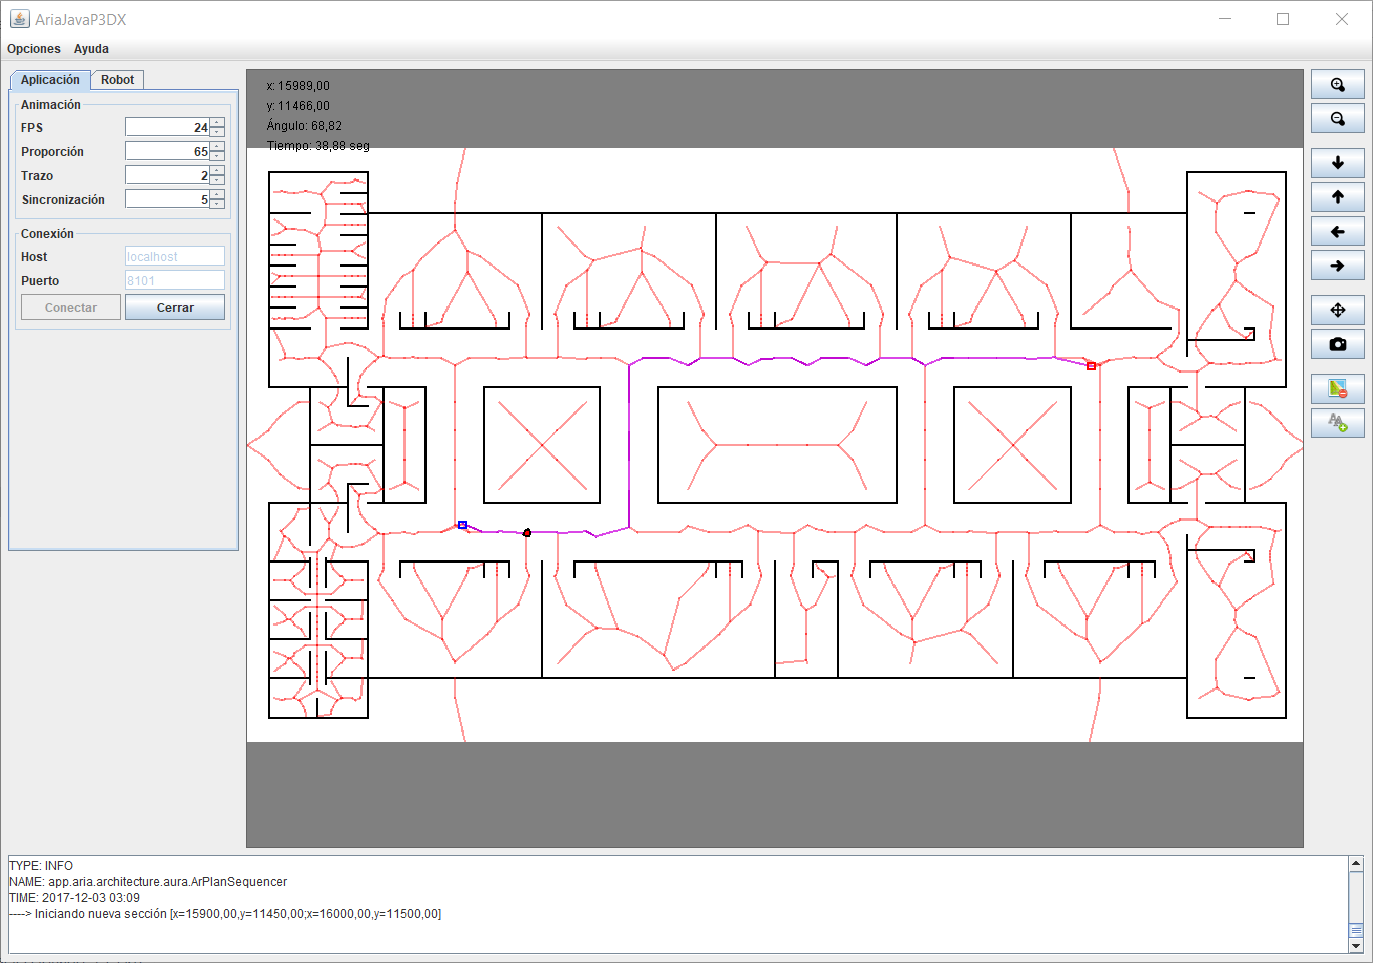 AriaJavaP3DX
Opciones Ayuda
Aplicación Robot
Animación
FPS 24
Proporción 65
Trazo 2
Sincronización 5
Conexión
Host localhost
Puerto 8101
Conectar Cerrar
x: 15989,00
y: 11466,00
Ángulo: 68,82
Tiempo: 38,88 seg
TYPE: INFO
NAME: app.aria.architecture.aura.ArPlanSequencer
TIME: 2017-12-03 03:09
----> Iniciando nueva sección [x=15900,00,y=11450,00;x=16000,00,y=11500,00]